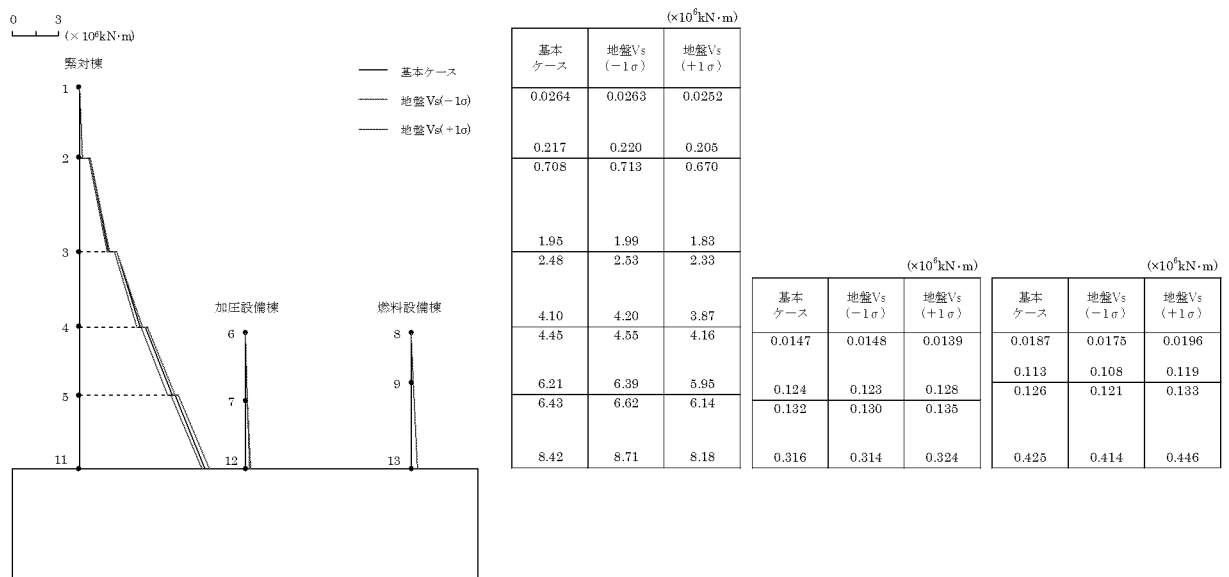 0 3
(×10⁶kN·m)
緊対棟
1
2
3
4
5
11
基本ケース
地盤Vs(-1σ)
地盤Vs(+1σ)
加圧設備棟
6
7
12
燃料設備棟
8
9
13
(×10⁶kN·m)
基本ケース 地盤Vs(-1σ) 地盤Vs(+1σ)
0.0264 0.0263 0.0252
0.217 0.220 0.205
0.708 0.713 0.670
1.95 1.99 1.83
2.48 2.53 2.33
4.10 4.20 3.87
4.45 4.55 4.16
6.21 6.39 5.95
6.43 6.62 6.14
8.42 8.71 8.18
(×10⁶kN·m)
基本ケース 地盤Vs(-1σ) 地盤Vs(+1σ)
0.0147 0.0148 0.0139
0.124 0.123 0.128
0.132 0.130 0.135
0.316 0.314 0.324
(×10⁶kN·m)
基本ケース 地盤Vs(-1σ) 地盤Vs(+1σ)
0.0187 0.0175 0.0196
0.113 0.108 0.119
0.126 0.121 0.133
0.425 0.414 0.446